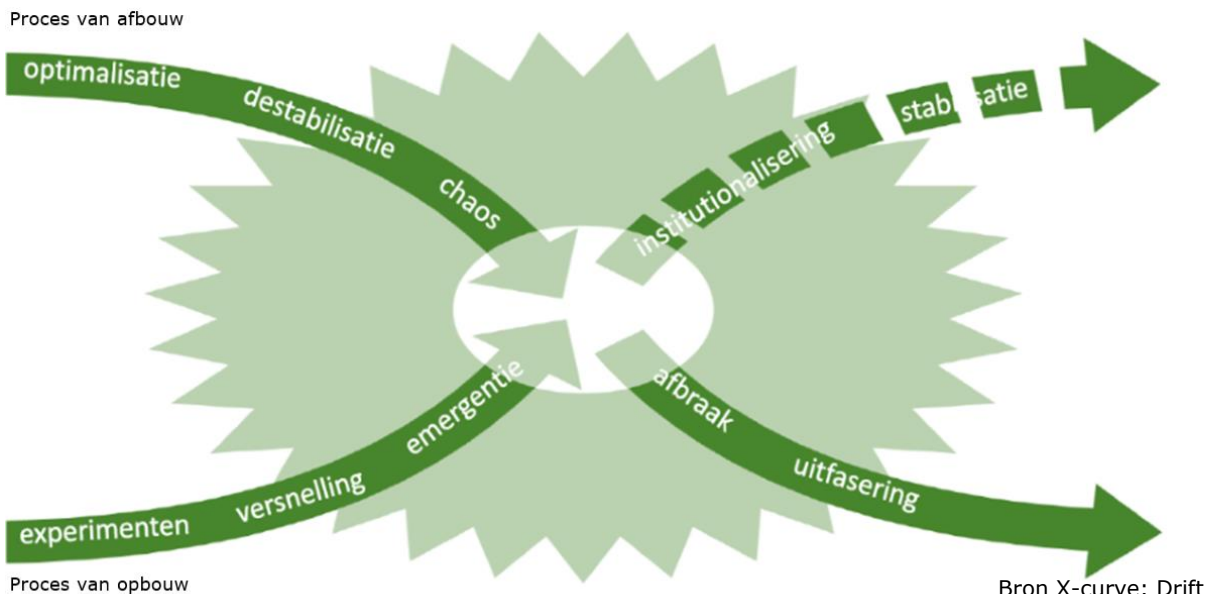 Proces van afbouw
optimalisatie
destabilisatie
chaos
institutionalisering
stabilisatie
experimenten
versnelling
emergentie
afbraak
uitfasering
Proces van opbouw
Bron X-curve: Drift